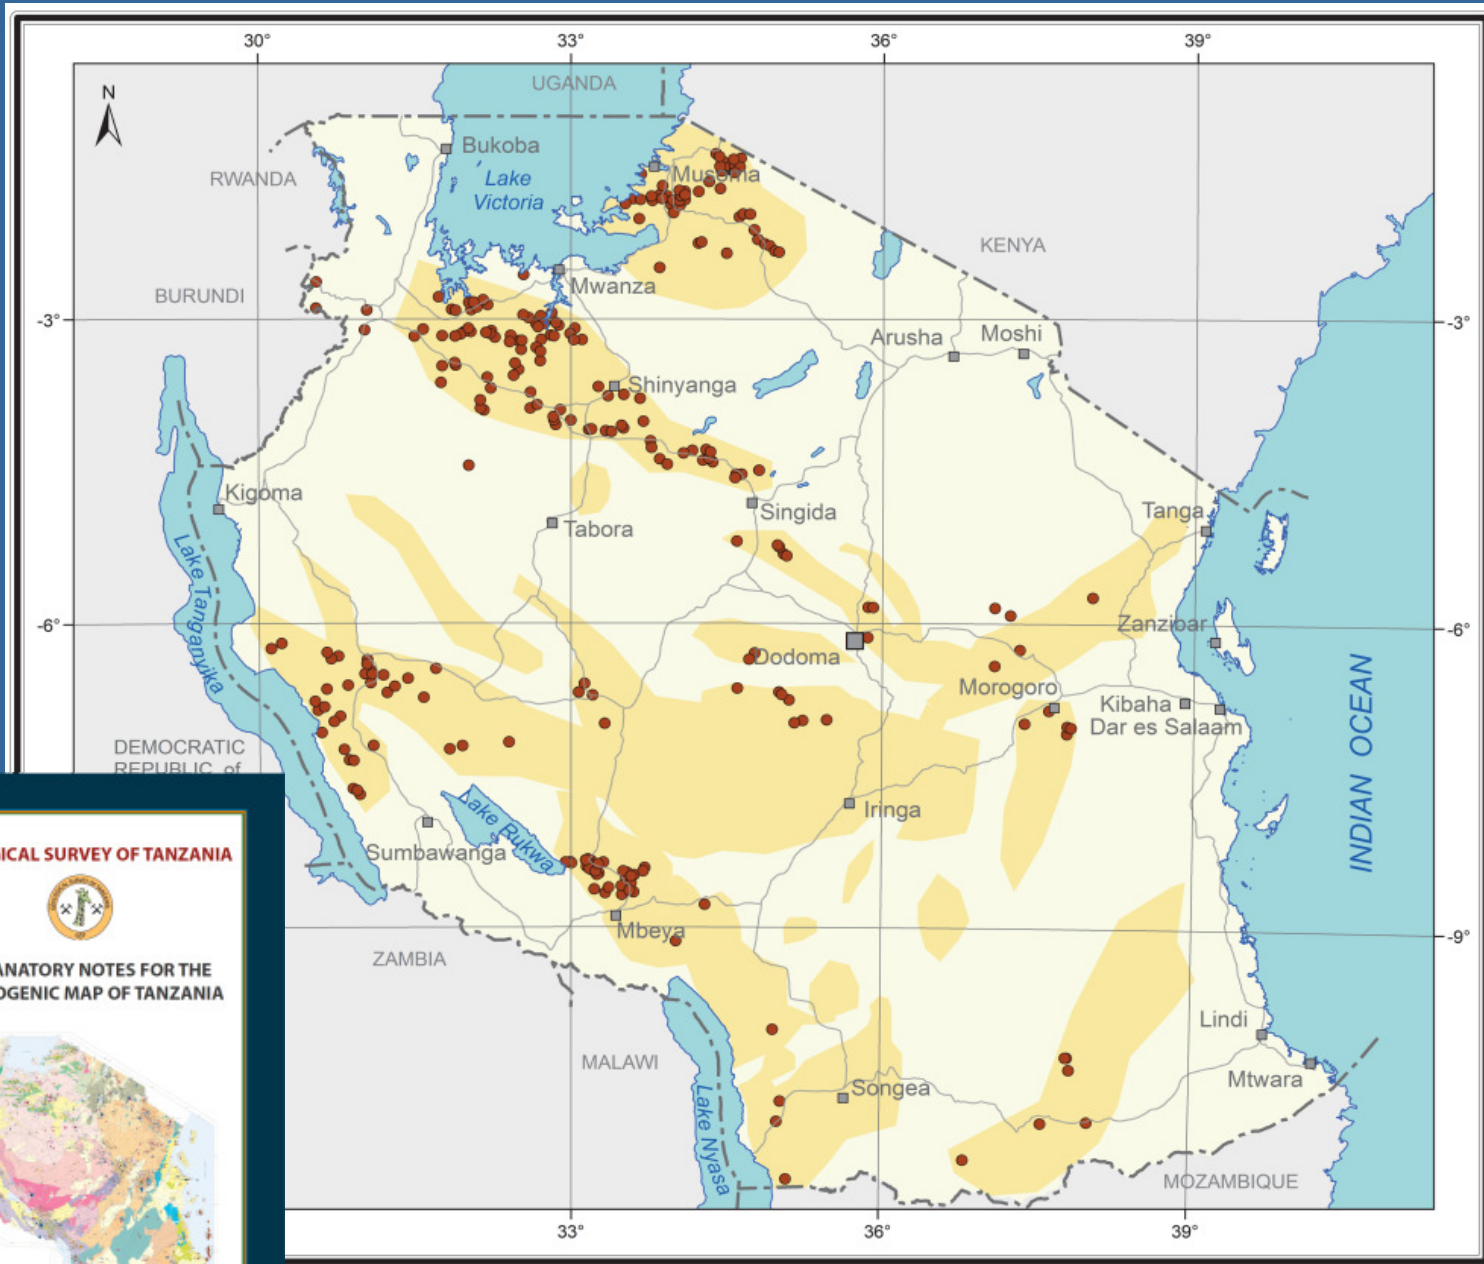 30° 33° 36° 39°
N
UGANDA
Bukoba
Lake
Victoria
Musoma
RWANDA
KENYA
Mwanza
BURUNDI
-3° -3°
Arusha Moshi
Shinyanga
Kigoma
Singida
Tanga
Tabora
Lake Tanganyika
-6° -6°
Zanzibar
Dodoma
Morogoro
Kibaha
Dar es Salaam
INDIAN OCEAN
DEMOCRATIC
REPUBLIC of
Lake Rukwa
Iringa
Sumbawanga
Mbeya
-9°
ZAMBIA
Lindi
MALAWI
Songea
Mtwara
Lake Nyasa
MOZAMBIQUE
33° 36° 39°
GICAL SURVEY OF TANZANIA
ANATORY NOTES FOR THE
OGENIC MAP OF TANZANIA